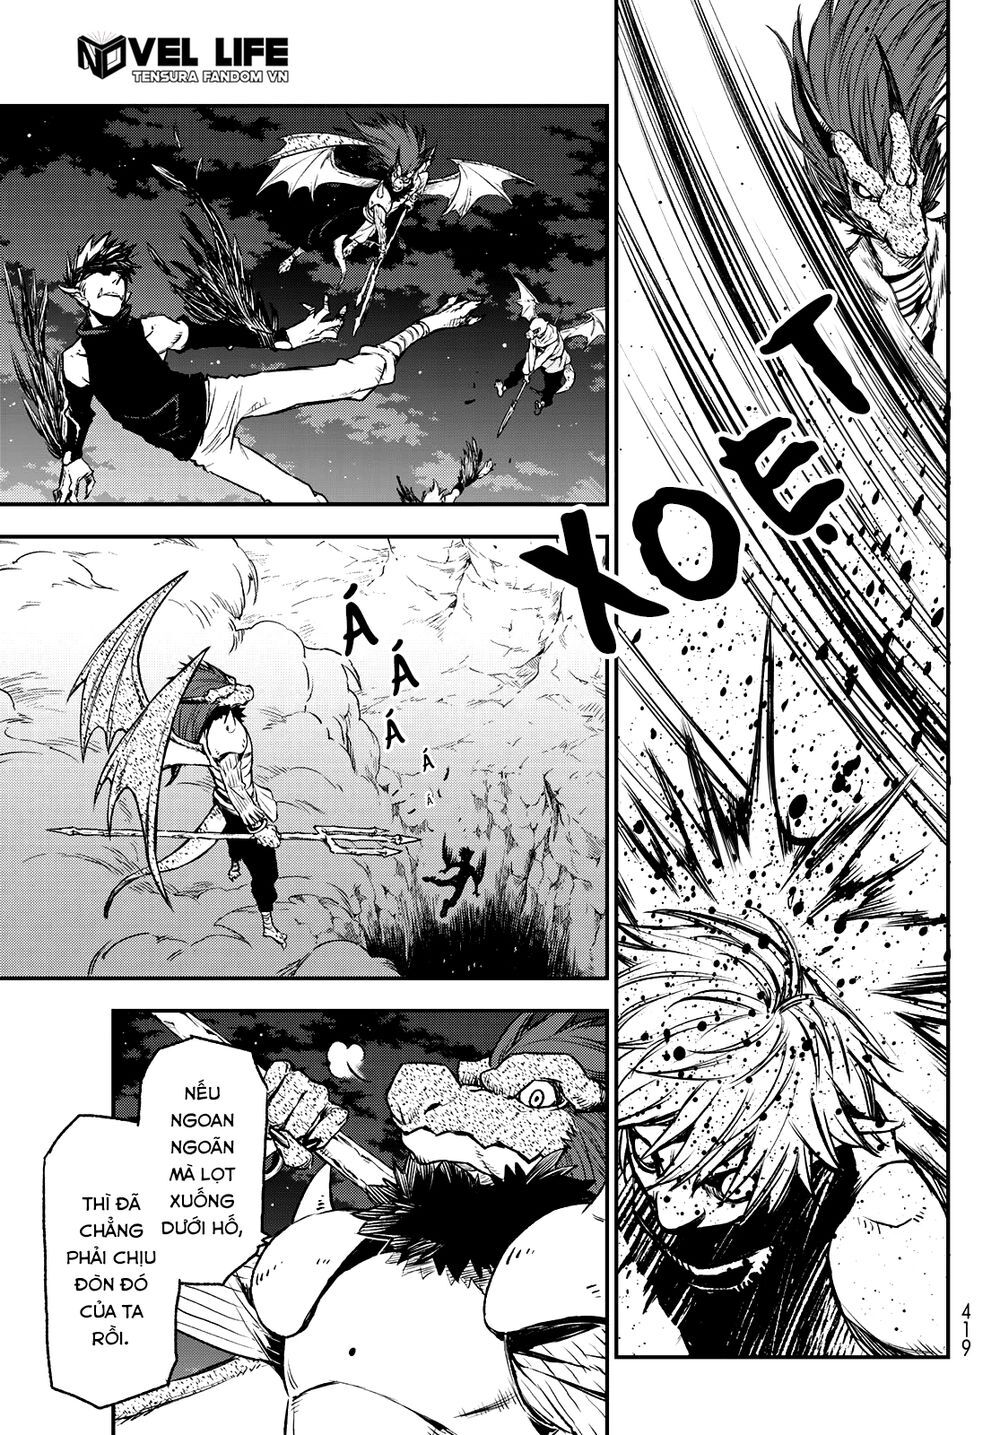 NOVEL LIFE
TENSURA FANDOM VN
XOẸT
Á
Á
Á
Á
Á
NẾU
NGOAN
NGOÃN
MÀ LỌT
XUỐNG
DƯỚI HỐ,
THÌ ĐÃ
CHẲNG
PHẢI CHỊU
ĐÒN ĐÓ
CỦA TA
RỒI.
419